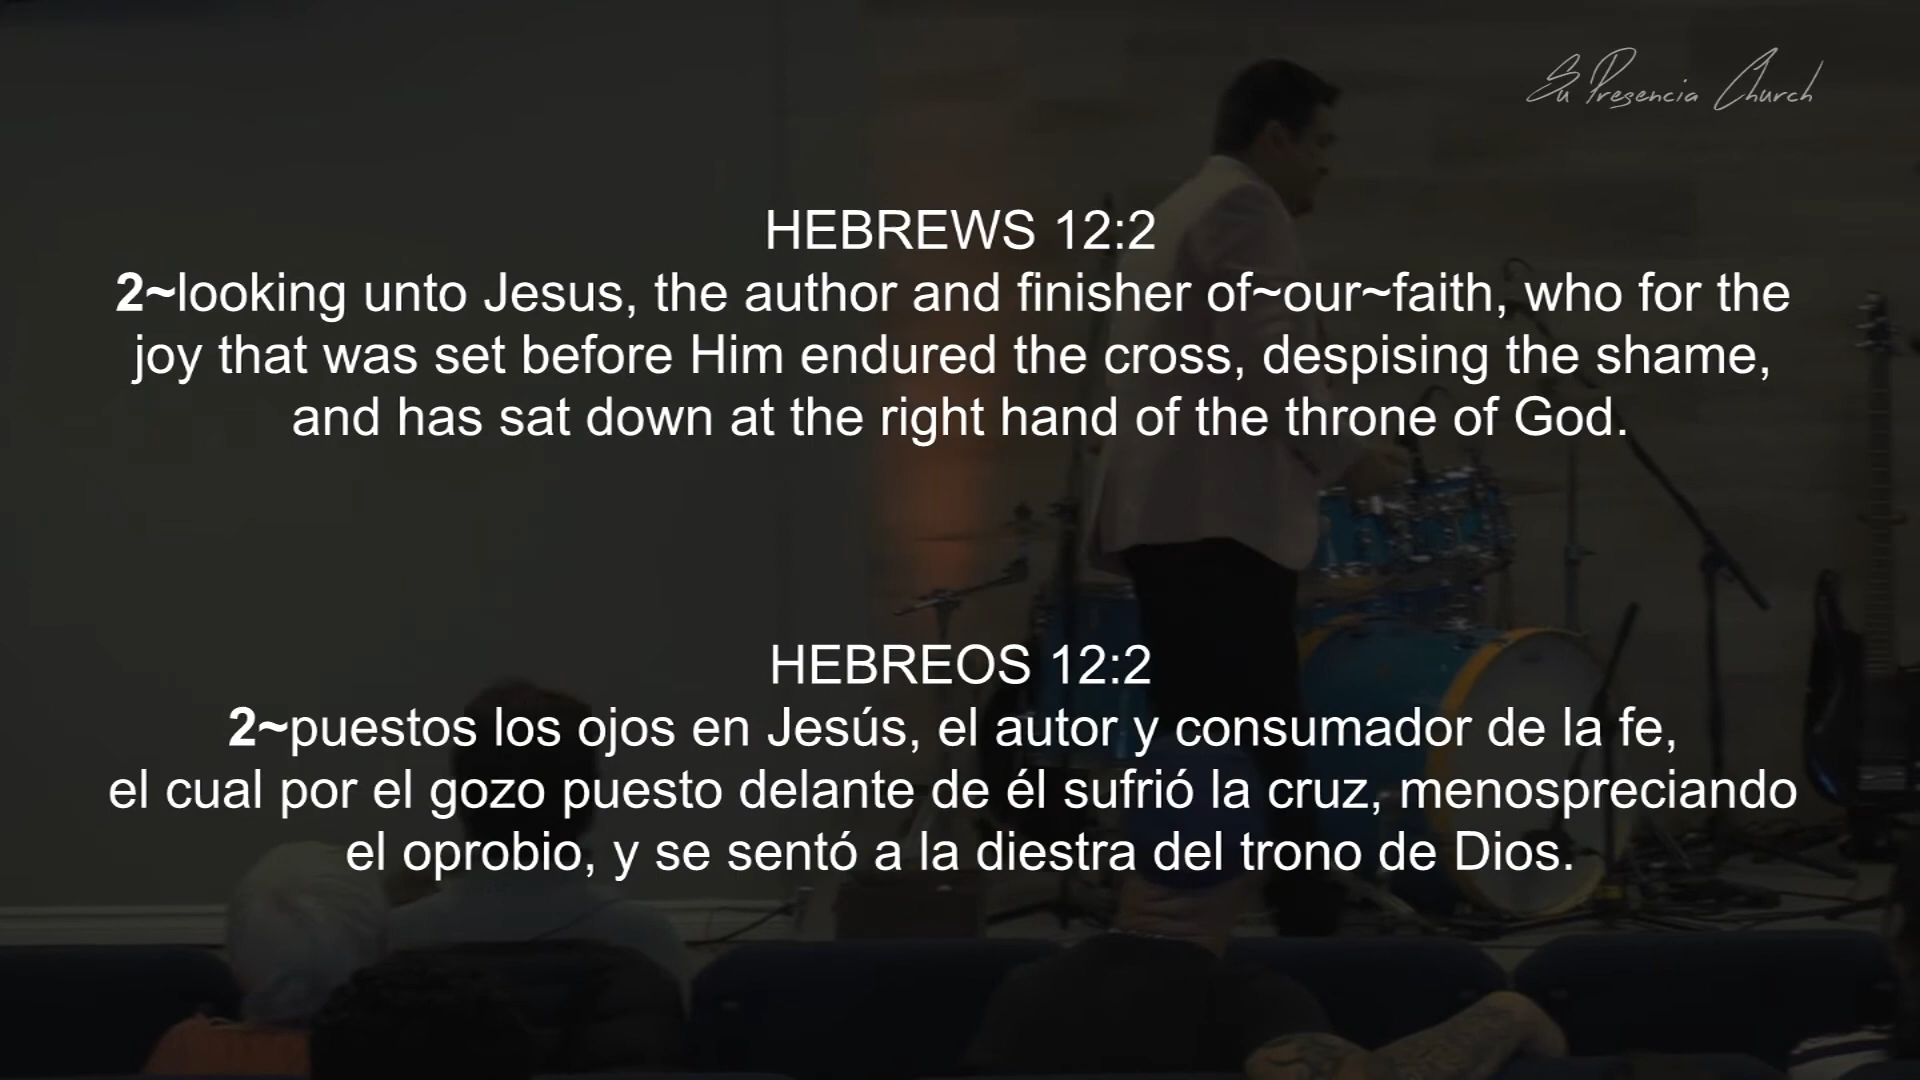 Su Presencia Church
HEBREWS 12:2
2~looking unto Jesus, the author and finisher of~our~faith, who for the
joy that was set before Him endured the cross, despising the shame,
and has sat down at the right hand of the throne of God.
HEBREOS 12:2
2~puestos los ojos en Jesús, el autor y consumador de la fe,
el cual por el gozo puesto delante de él sufrió la cruz, menospreciando
el oprobio, y se sentó a la diestra del trono de Dios.